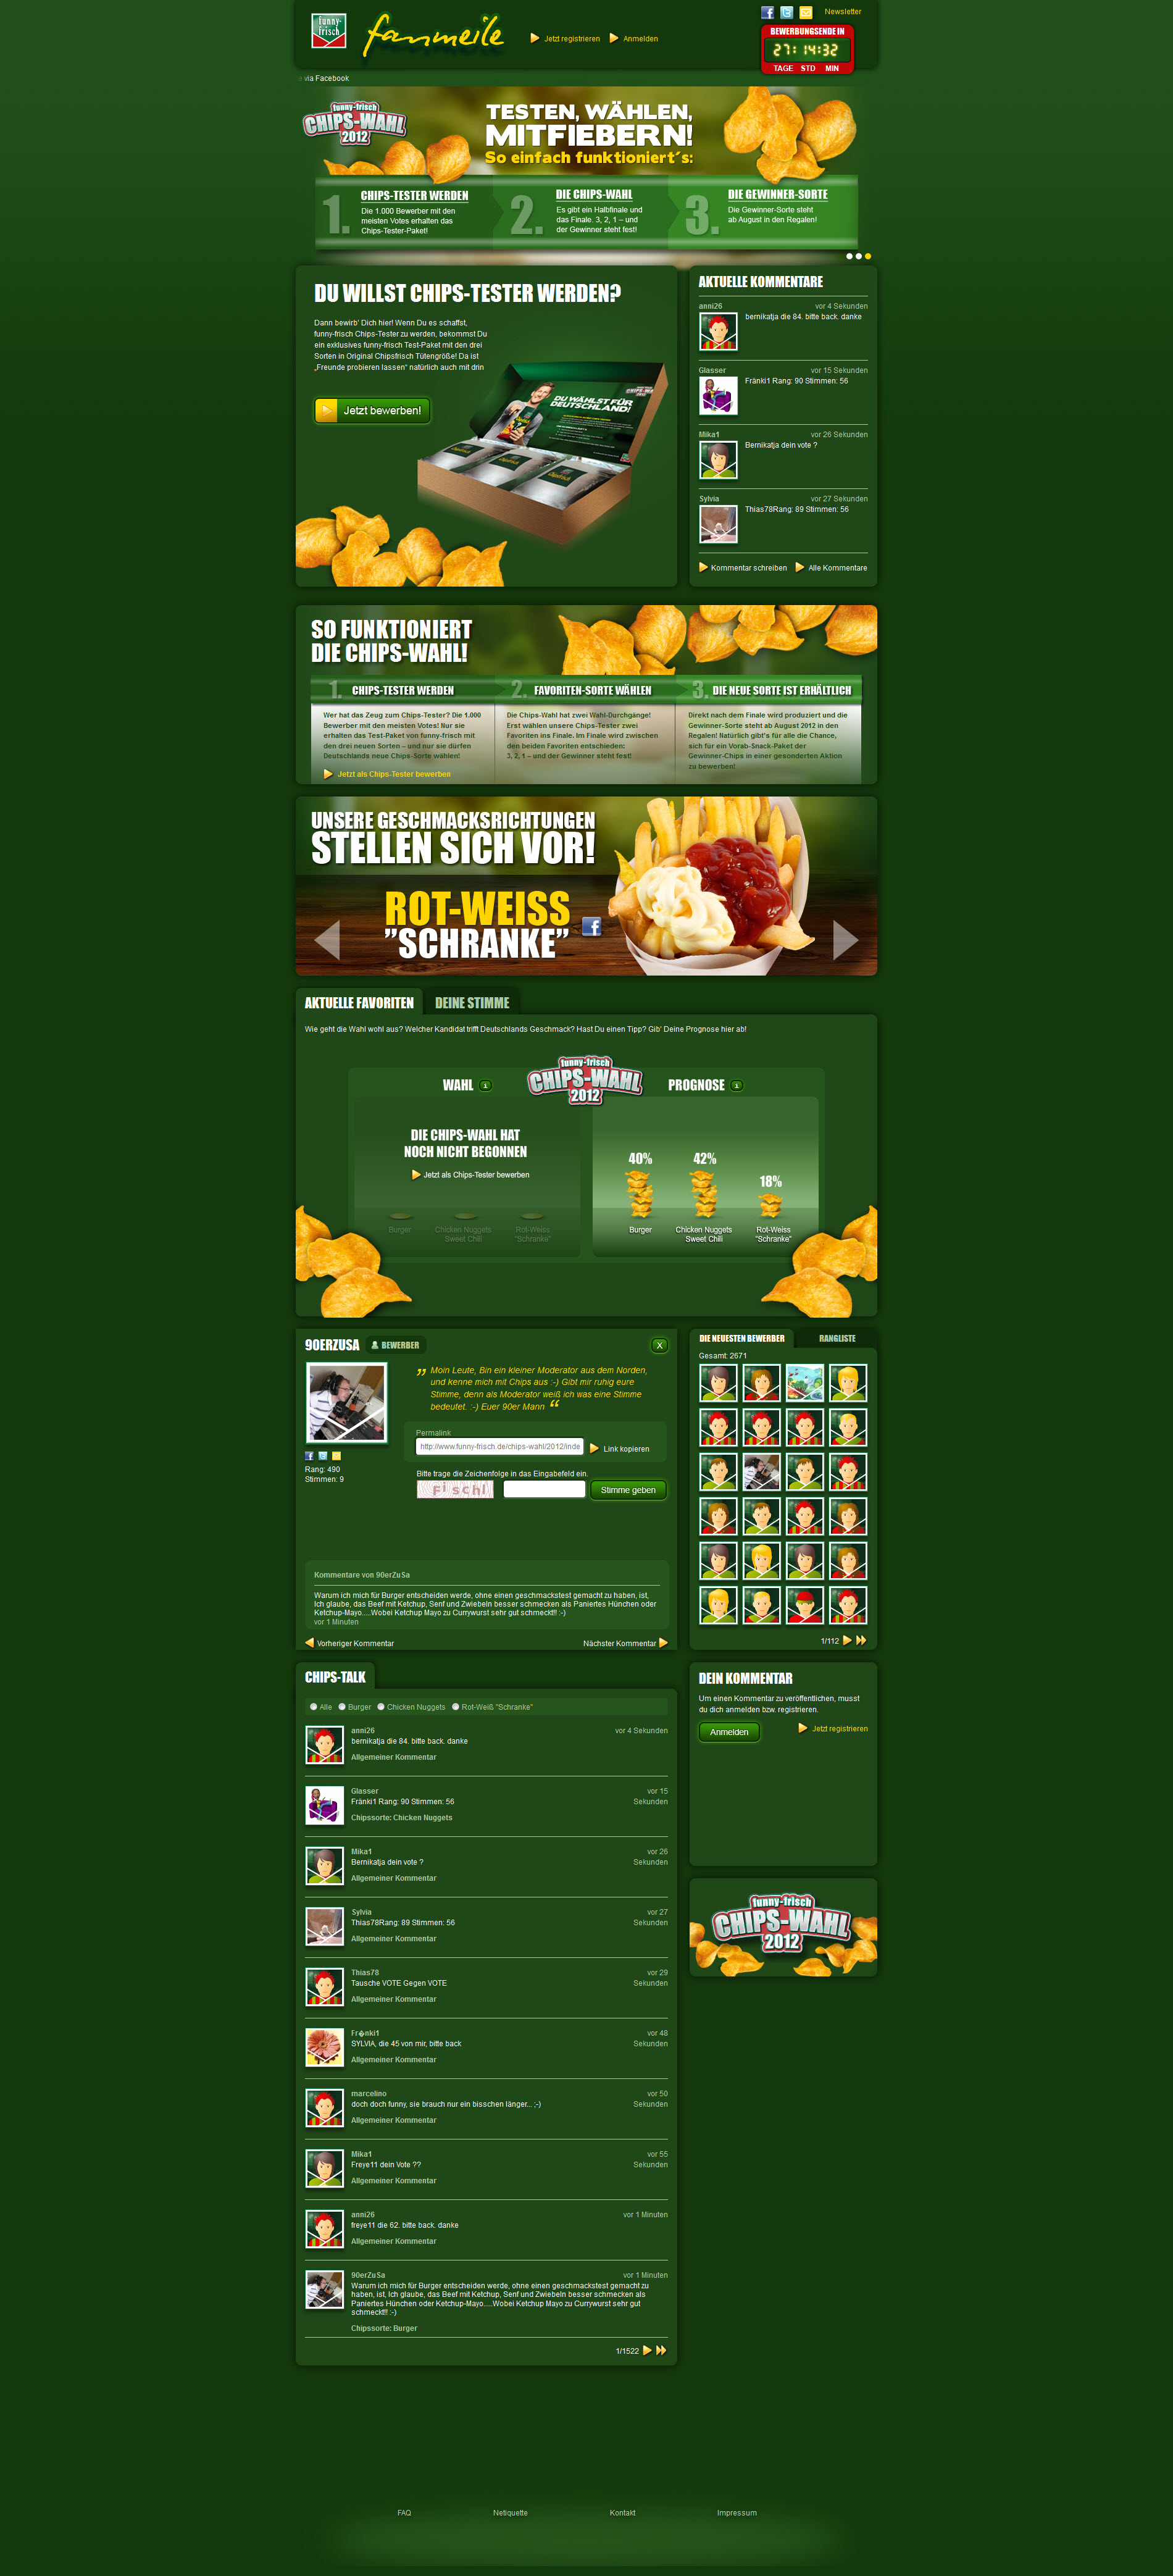 funny-frisch
fanmeile
Jetzt registrieren
Anmelden
Newsletter
BEWERBUNGSENDE IN
27: 14:32
TAGE STD MIN
via Facebook
funny-frisch
CHIPS-WAHL
2012
TESTEN, WÄHLEN,
MITFIEBERN!
So einfach funktioniert's:
1. CHIPS-TESTER WERDEN
Die 1.000 Bewerber mit den
meisten Votes erhalten das
Chips-Tester-Paket!
2. DIE CHIPS-WAHL
Es gibt ein Halbfinale und
das Finale. 3, 2, 1 – und
der Gewinner steht fest!
3. DIE GEWINNER-SORTE
Die Gewinner-Sorte steht
ab August in den Regalen!
DU WILLST CHIPS-TESTER WERDEN?
Dann bewirb' Dich hier! Wenn Du es schaffst,
funny-frisch Chips-Tester zu werden, bekommst Du
ein exklusives funny-frisch Test-Paket mit den drei
Sorten in Original Chipsfrisch Tütengröße! Da ist
„Freunde probieren lassen“ natürlich auch mit drin
Jetzt bewerben!
DU WÄHLST FÜR
DEUTSCHLAND!
AKTUELLE KOMMENTARE
anni26 vor 4 Sekunden
bernikatja die 84. bitte back. danke
Glasser vor 15 Sekunden
Fränki1 Rang: 90 Stimmen: 56
Mika1 vor 26 Sekunden
Bernikatja dein vote ?
Sylvia vor 27 Sekunden
Thias78Rang: 89 Stimmen: 56
Kommentar schreiben Alle Kommentare
SO FUNKTIONIERT
DIE CHIPS-WAHL!
1. CHIPS-TESTER WERDEN
Wer hat das Zeug zum Chips-Tester? Die 1.000
Bewerber mit den meisten Votes! Nur sie
erhalten das Test-Paket von funny-frisch mit
den drei neuen Sorten – und nur sie dürfen
Deutschlands neue Chips-Sorte wählen!
Jetzt als Chips-Tester bewerben
2. FAVORITEN-SORTE WÄHLEN
Die Chips-Wahl hat zwei Wahl-Durchgänge!
Erst wählen unsere Chips-Tester zwei
Favoriten ins Finale. Im Finale wird zwischen
den beiden Favoriten entschieden:
3, 2, 1 – und der Gewinner steht fest!
3. DIE NEUE SORTE IST ERHÄLTLICH
Direkt nach dem Finale wird produziert und die
Gewinner-Sorte steht ab August 2012 in den
Regalen! Natürlich gibt's für alle die Chance,
sich für ein Vorab-Snack-Paket der
Gewinner-Chips in einer gesonderten Aktion
zu bewerben!
UNSERE GESCHMACKSRICHTUNGEN
STELLEN SICH VOR!
ROT-WEISS
"SCHRANKE"
AKTUELLE FAVORITEN
DEINE STIMME
Wie geht die Wahl wohl aus? Welcher Kandidat trifft Deutschlands Geschmack? Hast Du einen Tipp? Gib' Deine Prognose hier ab!
WAHL i
funny-frisch
CHIPS-WAHL
2012
PROGNOSE i
DIE CHIPS-WAHL HAT
NOCH NICHT BEGONNEN
Jetzt als Chips-Tester bewerben
Burger
Chicken Nuggets
Sweet Chili
Rot-Weiss
"Schranke"
40%
42%
18%
Burger
Chicken Nuggets
Sweet Chili
Rot-Weiss
"Schranke"
90ERZUSA
BEWERBER
X
„ Moin Leute, Bin ein kleiner Moderator aus dem Norden,
und kenne mich mit Chips aus :-) Gibt mir ruhig eure
Stimme, denn als Moderator weiß ich was eine Stimme
bedeutet. :-) Euer 90er Mann “
Permalink
http://www.funny-frisch.de/chips-wahl/2012/inde
Link kopieren
Rang: 490
Stimmen: 9
Bitte trage die Zeichenfolge in das Eingabefeld ein.
Fischl
Stimme geben
Kommentare von 90erZuSa
Warum ich mich für Burger entscheiden werde, ohne einen geschmackstest gemacht zu haben, ist,
Ich glaube, das Beef mit Ketchup, Senf und Zwiebeln besser schmecken als Paniertes Hünchen oder
Ketchup-Mayo.....Wobei Ketchup Mayo zu Currywurst sehr gut schmeckt!! :-)
vor 1 Minuten
Vorheriger Kommentar
Nächster Kommentar
DIE NEUESTEN BEWERBER
RANGLISTE
Gesamt: 2671
1/112
CHIPS-TALK
Alle Burger Chicken Nuggets Rot-Weiß "Schranke"
anni26 vor 4 Sekunden
bernikatja die 84. bitte back. danke
Allgemeiner Kommentar
Glasser vor 15
Fränki1 Rang: 90 Stimmen: 56 Sekunden
Chipssorte: Chicken Nuggets
Mika1 vor 26
Bernikatja dein vote ? Sekunden
Allgemeiner Kommentar
Sylvia vor 27
Thias78Rang: 89 Stimmen: 56 Sekunden
Allgemeiner Kommentar
Thias78 vor 29
Tausche VOTE Gegen VOTE Sekunden
Allgemeiner Kommentar
Fr�nki1 vor 48
SYLVIA, die 45 von mir, bitte back Sekunden
Allgemeiner Kommentar
marcelino vor 50
doch doch funny, sie brauch nur ein bisschen länger... ;-) Sekunden
Allgemeiner Kommentar
Mika1 vor 55
Freye11 dein Vote ?? Sekunden
Allgemeiner Kommentar
anni26 vor 1 Minuten
freye11 die 62. bitte back. danke
Allgemeiner Kommentar
90erZuSa vor 1 Minuten
Warum ich mich für Burger entscheiden werde, ohne einen geschmackstest gemacht zu
haben, ist, Ich glaube, das Beef mit Ketchup, Senf und Zwiebeln besser schmecken als
Paniertes Hünchen oder Ketchup-Mayo.....Wobei Ketchup Mayo zu Currywurst sehr gut
schmeckt!! :-)
Chipssorte: Burger
1/1522
DEIN KOMMENTAR
Um einen Kommentar zu veröffentlichen, musst
du dich anmelden bzw. registrieren.
Anmelden
Jetzt registrieren
funny-frisch
CHIPS-WAHL
2012
FAQ
Netiquette
Kontakt
Impressum